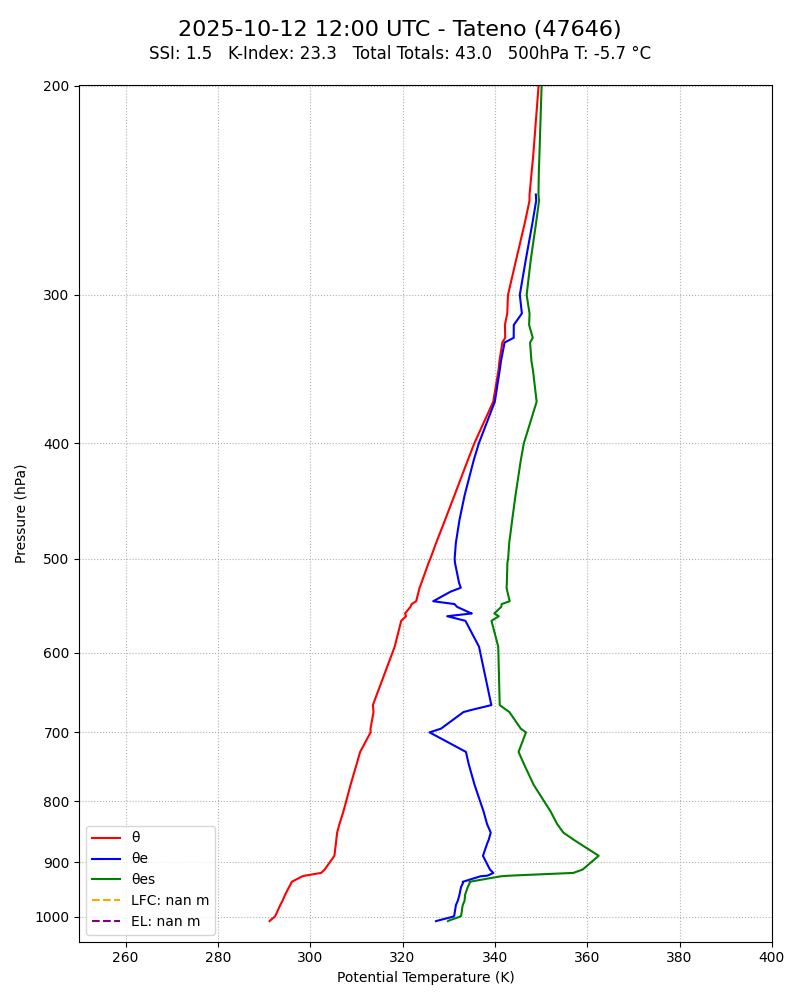 2025-10-12 12:00 UTC - Tateno (47646)
SSI: 1.5   K-Index: 23.3   Total Totals: 43.0   500hPa T: -5.7 °C
200
300
400
500
600
700
800
900
1000
Pressure (hPa)
θ
θe
θes
LFC: nan m
EL: nan m
260
280
300
320
340
360
380
400
Potential Temperature (K)